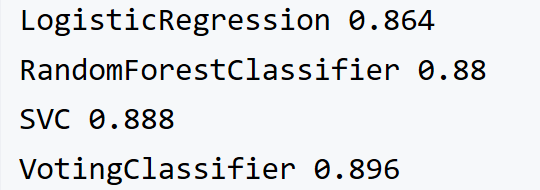 LogisticRegression 0.864
RandomForestClassifier 0.88
SVC 0.888
VotingClassifier 0.896